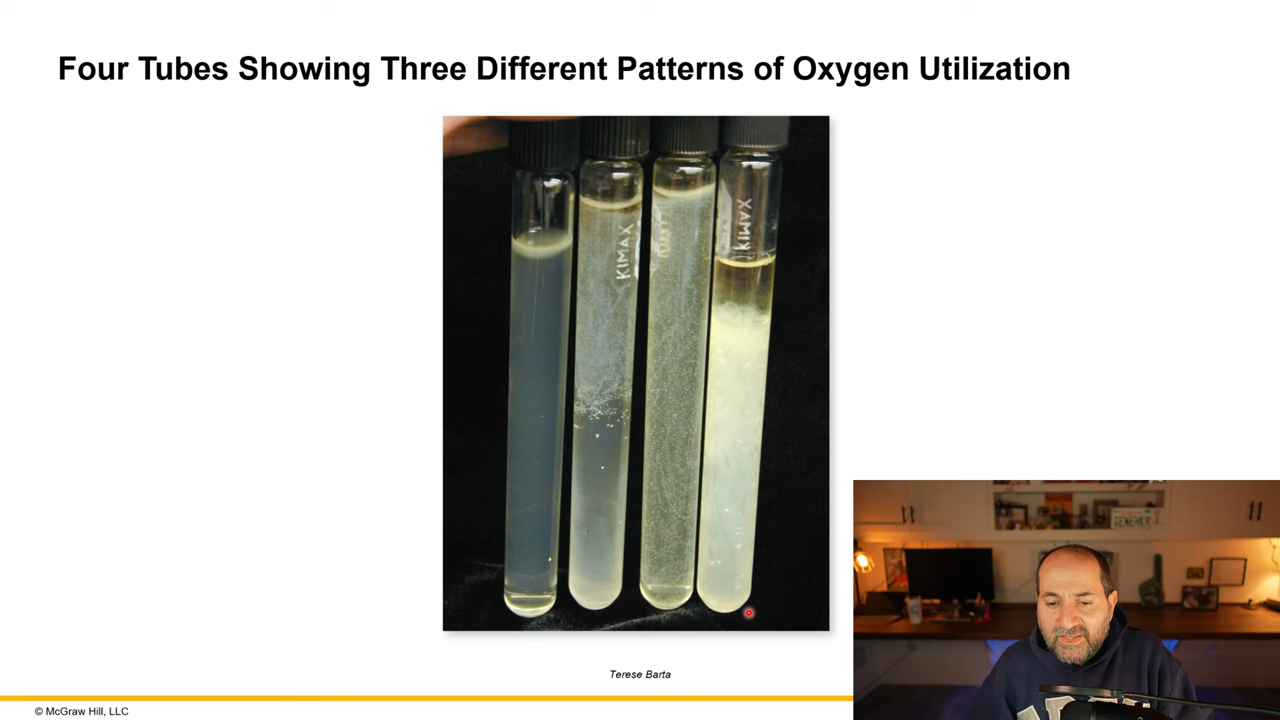 Four Tubes Showing Three Different Patterns of Oxygen Utilization
KIMAX
KIMAX
Terese Barta
© McGraw Hill, LLC